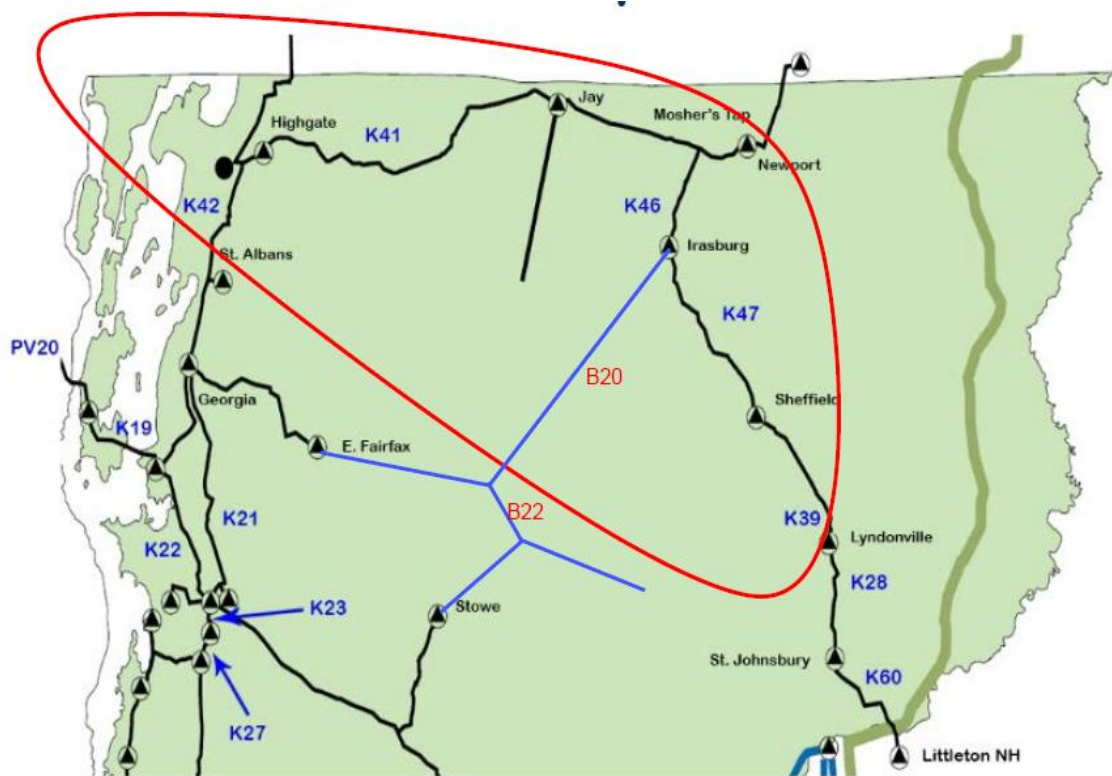 Jay
Mosher's Tap
Highgate
K41
Newport
K42
K46
Irasburg
St. Albans
K47
PV20
B20
Sheffield
Georgia
K19
E. Fairfax
K21
B22
K39
Lyndonville
K22
K28
K23
Stowe
St. Johnsbury
K60
K27
Littleton NH